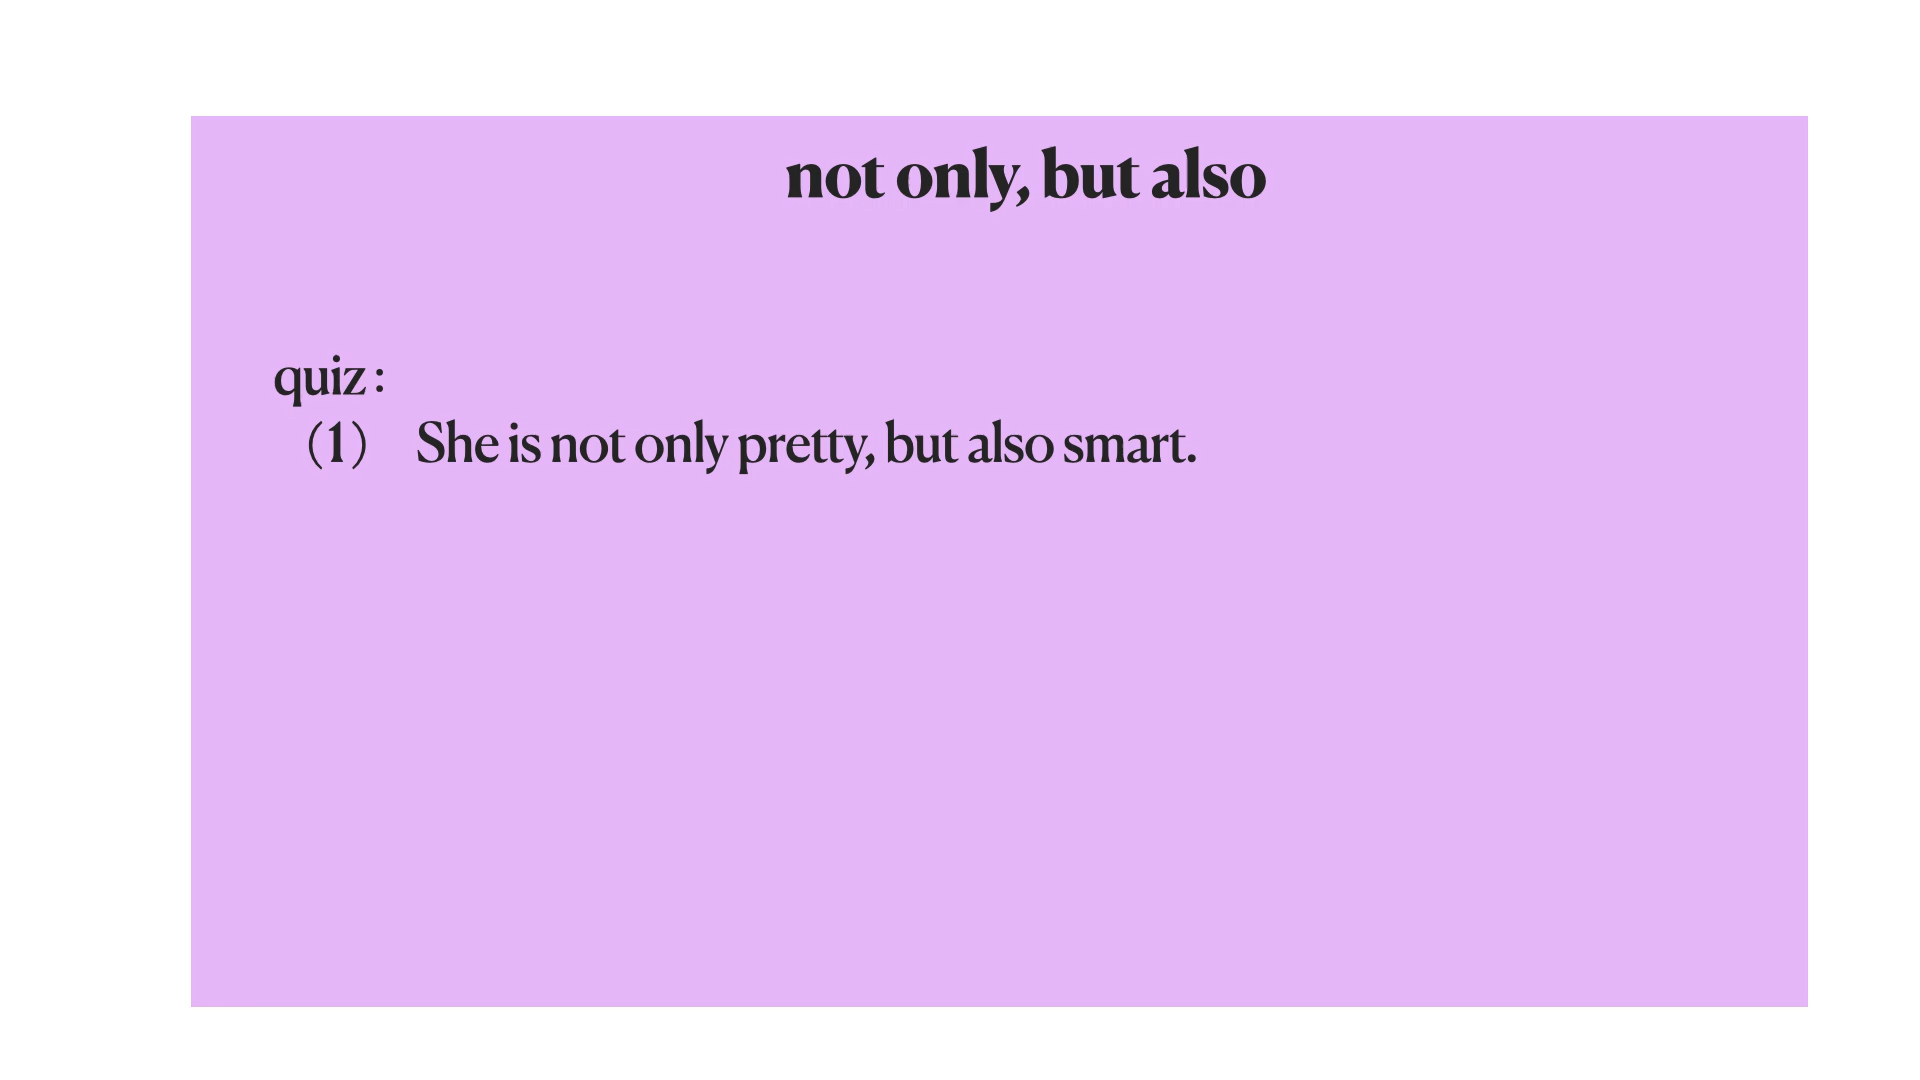 not only, but also
quiz :
(1) She is not only pretty, but also smart.